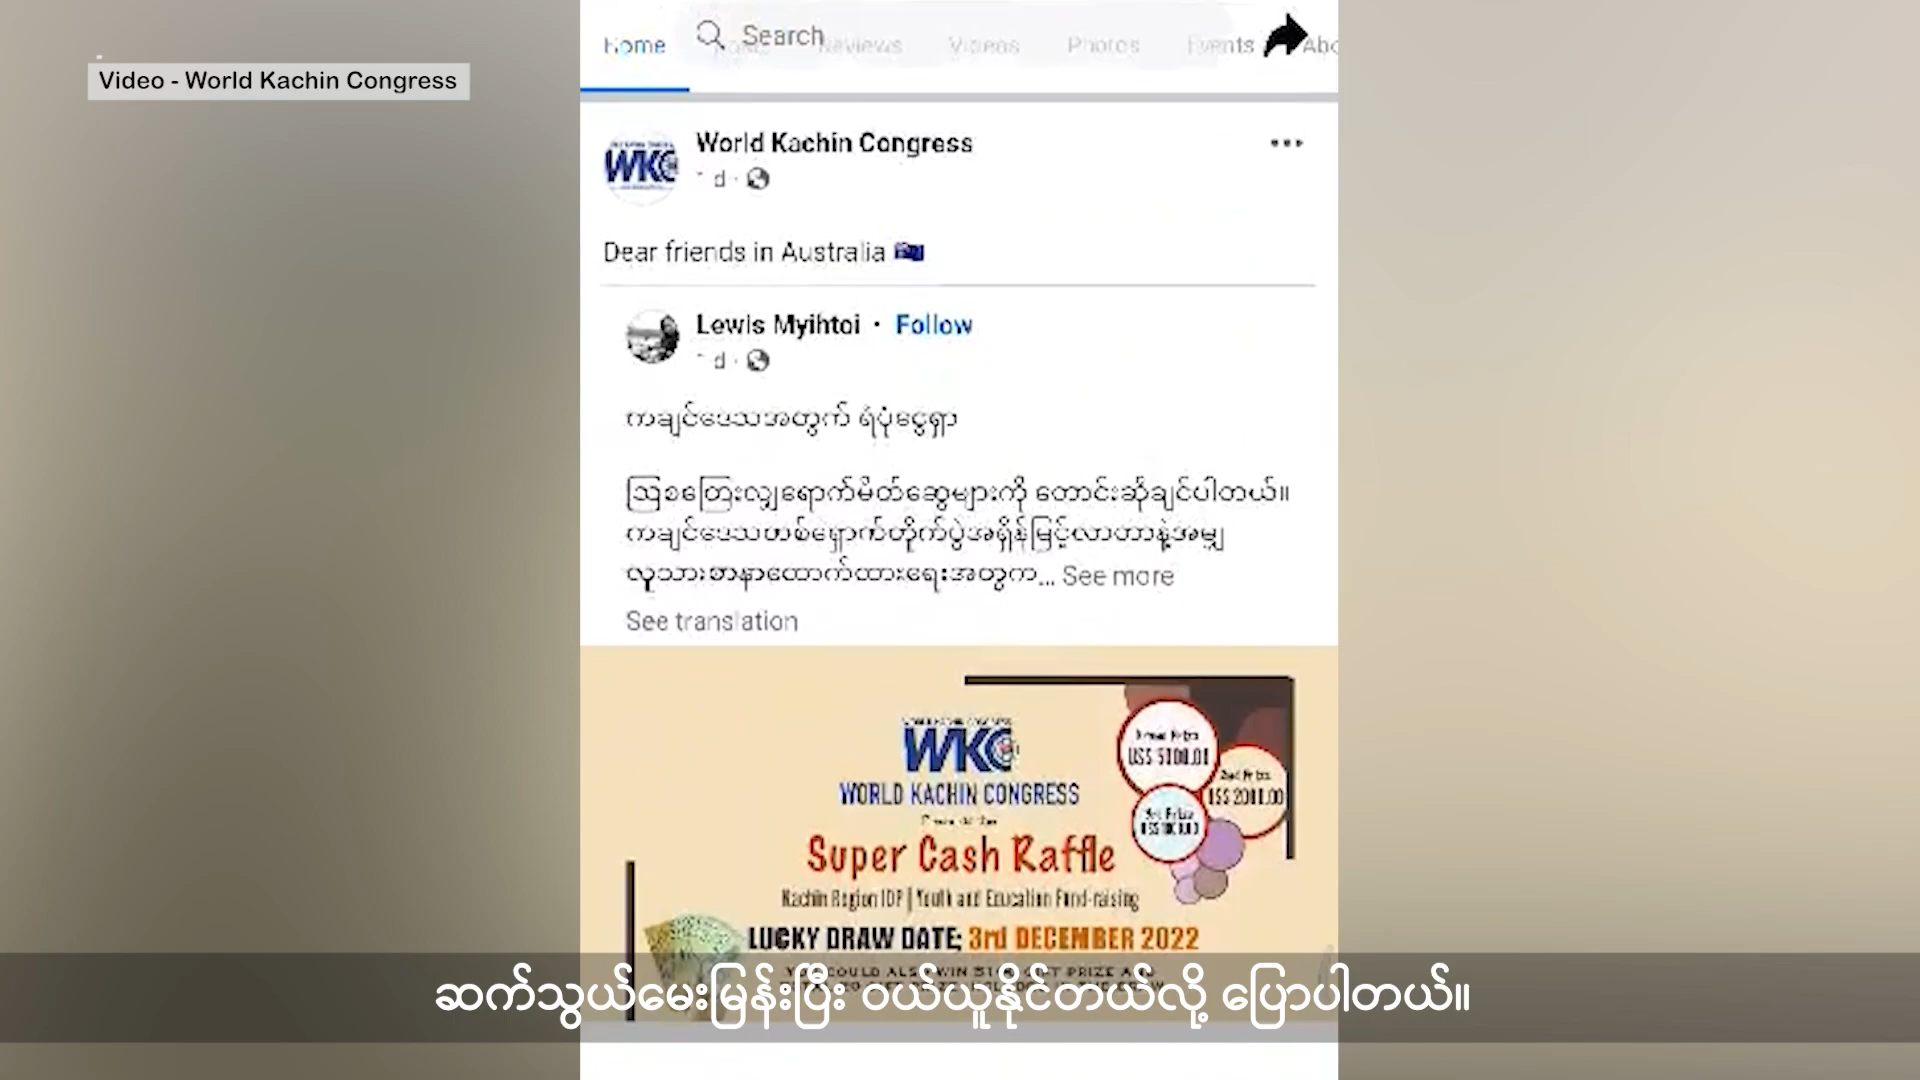 Home Search Reviews Videos Photos Events
Video - World Kachin Congress
WKC World Kachin Congress
d ·
Dear friends in Australia 🇦🇺
Lewis Myihtoi · Follow
d ·
ကချင်ဒေသအတွက် ရံပုံငွေရှာ
ဩစတြေးလျှရောက်မိတ်ဆွေများကို တောင်းဆိုချင်ပါတယ်။
ကချင်ဒေသတစ်ရှောက်တိုက်ပွဲအရှိန်မြင့်လာတာနဲ့အမျှ
လူသားစာနာထောက်ထားရေးအတွက်... See more
See translation
WKC
WORLD KACHIN CONGRESS
Super Cash Raffle
Kachin Region IDP | Youth and Education Fund-raising
LUCKY DRAW DATE; 3rd DECEMBER 2022
2nd Prize
ဆက်သွယ်မေးမြန်းပြီး ဝယ်ယူနိုင်တယ်လို့ ပြောပါတယ်။